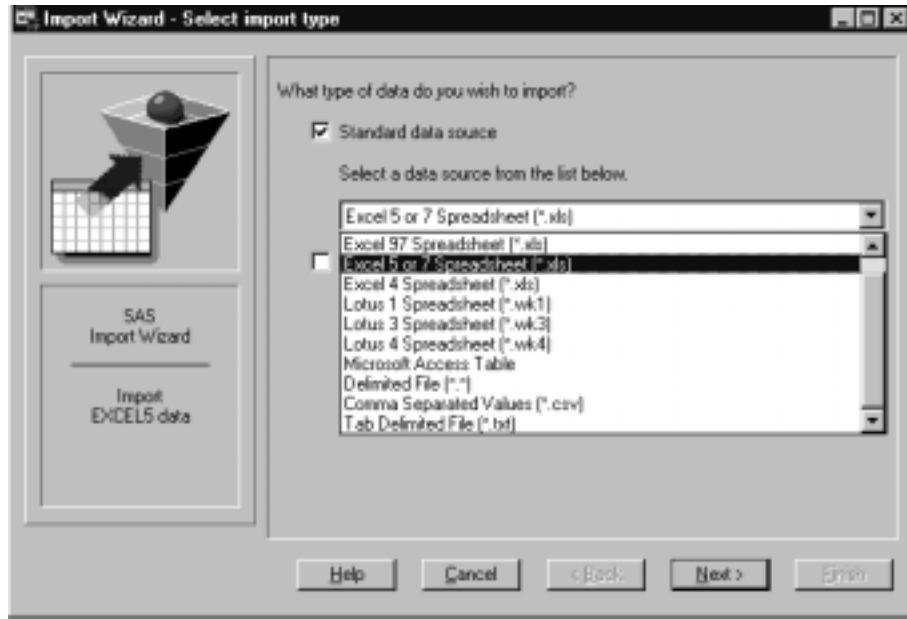 Import Wizard - Select import type
What type of data do you wish to import?
Standard data source
Select a data source from the list below.
Excel 5 or 7 Spreadsheet (*.xls)
Excel 97 Spreadsheet (*.xls)
Excel 5 or 7 Spreadsheet (*.xls)
Excel 4 Spreadsheet (*.xls)
Lotus 1 Spreadsheet (*.wk1)
Lotus 3 Spreadsheet (*.wk3)
Lotus 4 Spreadsheet (*.wk4)
Microsoft Access Table
Delimited File (*.*)
Comma Separated Values (*.csv)
Tab Delimited File (*.txt)
SAS
Import Wizard
Import
EXCEL5 data
Help
Cancel
< Back
Next >
Finish